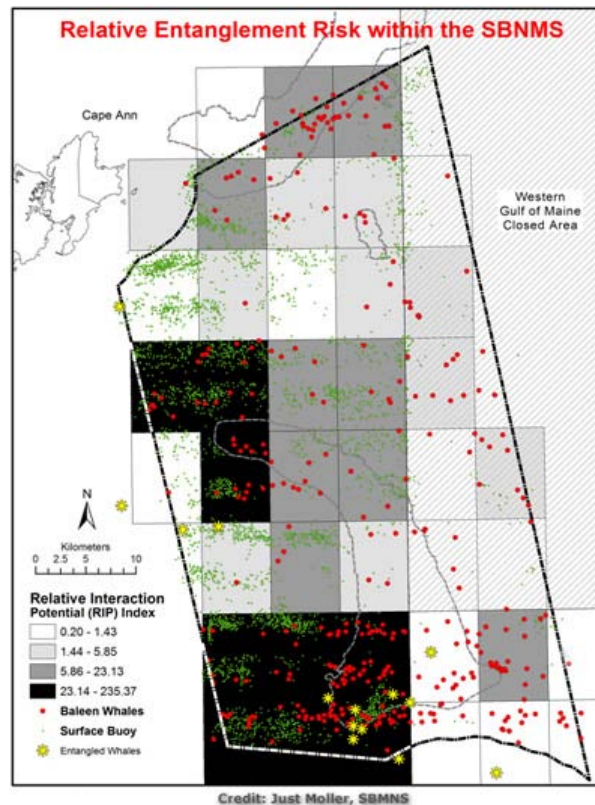 Relative Entanglement Risk within the SBNMS
Cape Ann
Western
Gulf of Maine
Closed Area
N
Kilometers
0 2.5 5 10
Relative Interaction
Potential (RIP) Index
0.20 - 1.43
1.44 - 5.85
5.86 - 23.13
23.14 - 235.37
Baleen Whales
Surface Buoy
Entangled Whales
Credit: Just Moller, SBMNS